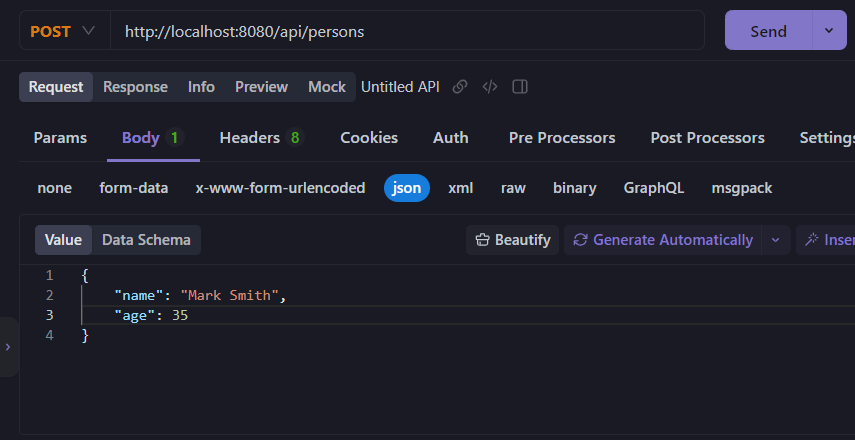 POST http://localhost:8080/api/persons Send
Request Response Info Preview Mock Untitled API
Params Body 1 Headers 8 Cookies Auth Pre Processors Post Processors Settings
none form-data x-www-form-urlencoded json xml raw binary GraphQL msgpack
Value Data Schema Beautify Generate Automatically Inser
1 {
2 "name": "Mark Smith",
3 "age": 35
4 }